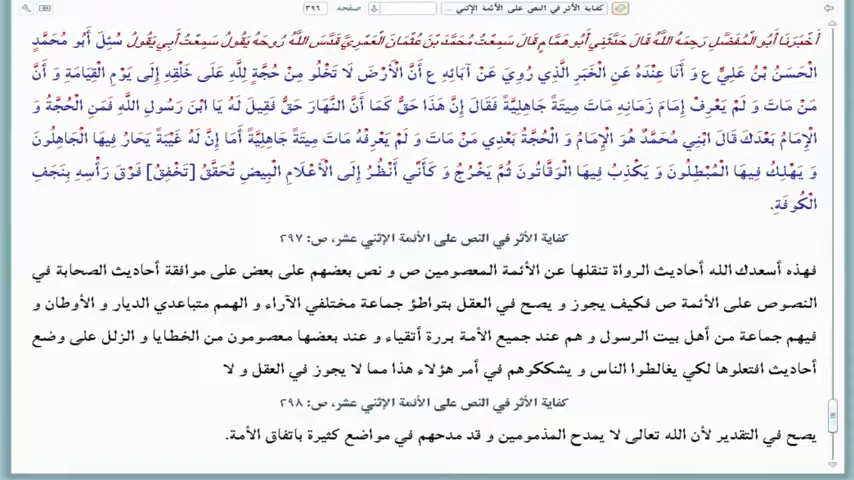 كفاية الأثر في النص على الأئمة الإثني ... صفحه ٢٩٦
أَخْبَرَنَا أَبُو الْمُفَضَّلِ رَحِمَهُ اللَّهُ قَالَ حَدَّثَنِي أَبُو هَمَّامٍ قَالَ سَمِعْتُ مُحَمَّدَ بْنَ عُثْمَانَ الْعَمْرِيَّ قَدَّسَ اللَّهُ رُوحَهُ يَقُولُ سَمِعْتُ أَبِي يَقُولُ سُئِلَ أَبُو مُحَمَّدٍ
الْحَسَنُ بْنُ عَلِيٍّ ع وَ أَنَا عِنْدَهُ عَنِ الْخَبَرِ الَّذِي رُوِيَ عَنْ آبَائِهِ ع أَنَّ الْأَرْضَ لَا تَخْلُو مِنْ حُجَّةٍ لِلَّهِ عَلَى خَلْقِهِ إِلَى يَوْمِ الْقِيَامَةِ وَ أَنَّ
مَنْ مَاتَ وَ لَمْ يَعْرِفْ إِمَامَ زَمَانِهِ مَاتَ مِيتَةً جَاهِلِيَّةً فَقَالَ إِنَّ هَذَا حَقٌّ كَمَا أَنَّ النَّهَارَ حَقٌّ فَقِيلَ لَهُ يَا ابْنَ رَسُولِ اللَّهِ فَمَنِ الْحُجَّةُ وَ
الْإِمَامُ بَعْدَكَ قَالَ ابْنِي مُحَمَّدٌ هُوَ الْإِمَامُ وَ الْحُجَّةُ بَعْدِي مَنْ مَاتَ وَ لَمْ يَعْرِفْهُ مَاتَ مِيتَةً جَاهِلِيَّةً أَمَا إِنَّ لَهُ غَيْبَةً يَحَارُ فِيهَا الْجَاهِلُونَ
وَ يَهْلِكُ فِيهَا الْمُبْطِلُونَ وَ يَكْذِبُ فِيهَا الْوَقَّاتُونَ ثُمَّ يَخْرُجُ وَ كَأَنِّي أَنْظُرُ إِلَى الْأَعْلَامِ الْبِيضِ تُحَقَّقُ [تَخْفِقُ] فَوْقَ رَأْسِهِ بِنَجَفِ
الْكُوفَةِ.
كفاية الأثر في النص على الأئمة الإثني عشر، ص: ٢٩٧
فهذه أسعدك الله أحاديث الرواة تنقلها عن الأئمة المعصومين ص و نص بعضهم على بعض على موافقة أحاديث الصحابة في
النصوص على الأئمة ص فكيف يجوز و يصح في العقل بتواطؤ جماعة مختلفي الآراء و الهمم متباعدي الديار و الأوطان و
فيهم جماعة من أهل بيت الرسول و هم عند جميع الأمة بررة أتقياء و عند بعضها معصومون من الخطايا و الزلل على وضع
أحاديث افتعلوها لكي يغالطوا الناس و يشككوهم في أمر هؤلاء هذا مما لا يجوز في العقل و لا
كفاية الأثر في النص على الأئمة الإثني عشر، ص: ٢٩٨
يصح في التقدير لأن الله تعالى لا يمدح المذمومين و قد مدحهم في مواضع كثيرة باتفاق الأمة.